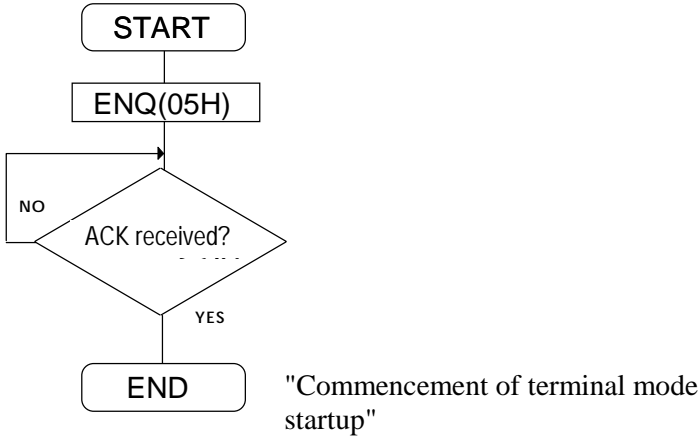 START
ENQ(05H)
NO
ACK received?
YES
END
"Commencement of terminal mode
startup"